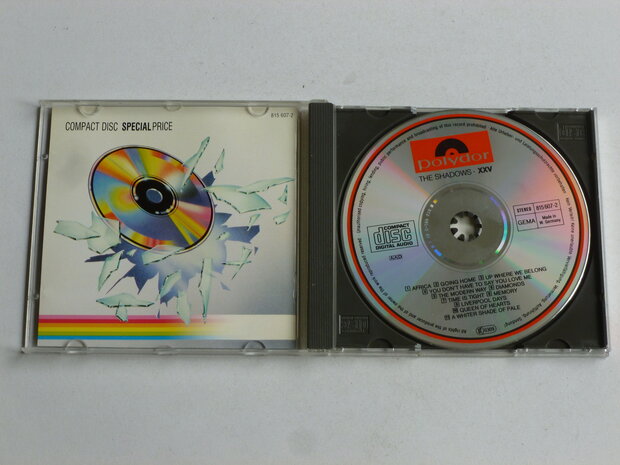 COMPACT DISC SPECIALPRICE
815 607-2
polydor
THE SHADOWS - XXV
COMPACT
disc
DIGITAL AUDIO
AAD
STEREO 815 607-2
GEMA
Made in
W. Germany
1 AFRICA 2 GOING HOME 3 UP WHERE WE BELONG
4 YOU DON'T HAVE TO SAY YOU LOVE ME
5 THE MODERN WAY 6 DIAMONDS
7 TIME IS TIGHT 8 MEMORY
9 LIVERPOOL DAYS
10 QUEEN OF HEARTS
11 A WHITER SHADE OF PALE